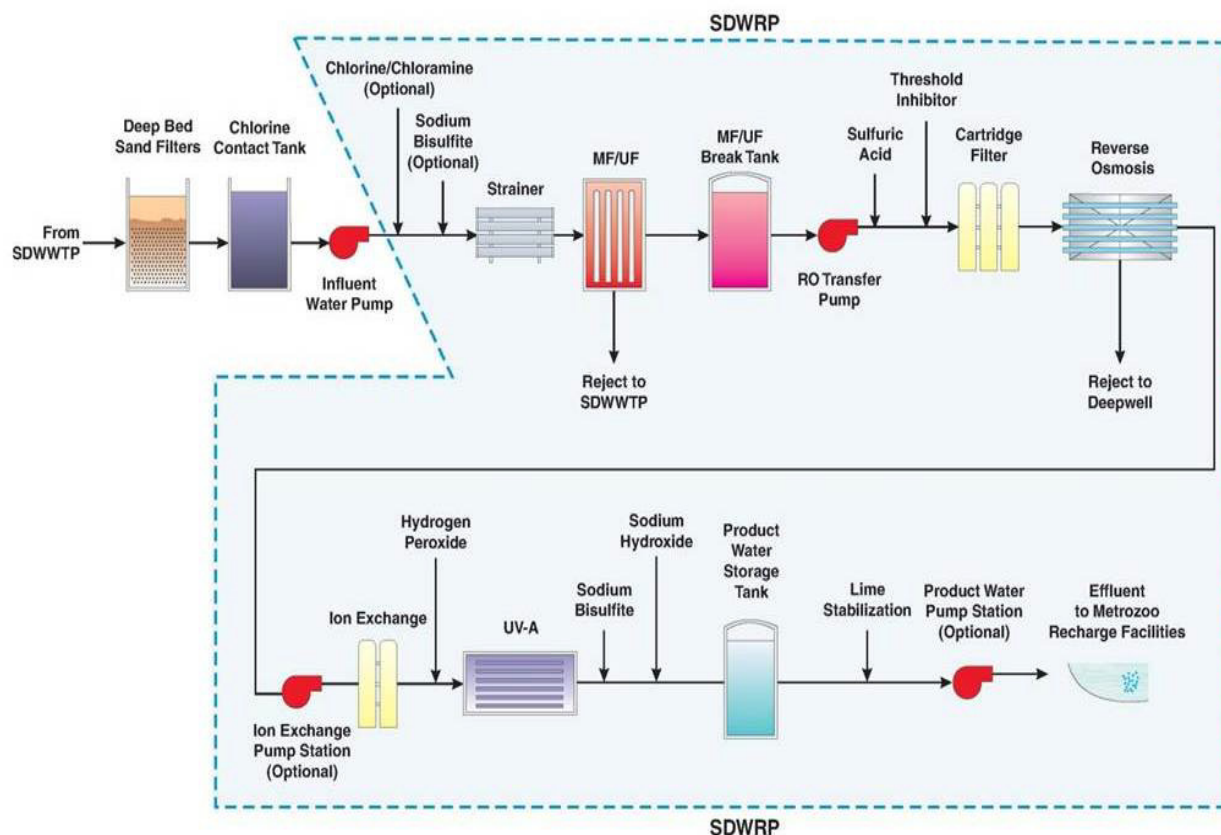 SDWRP
Chlorine/Chloramine
(Optional)
Threshold
Inhibitor
Deep Bed
Sand Filters
Chlorine
Contact Tank
Sodium
Bisulfite
(Optional)
MF/UF
MF/UF
Break Tank
Sulfuric
Acid
Cartridge
Filter
Reverse
Osmosis
Strainer
From
SDWWTP
Influent
Water Pump
RO Transfer
Pump
Reject to
SDWWTP
Reject to
Deepwell
Hydrogen
Peroxide
Sodium
Hydroxide
Product
Water
Storage
Tank
Ion Exchange
UV-A
Sodium
Bisulfite
Lime
Stabilization
Product Water
Pump Station
(Optional)
Effluent
to Metrozoo
Recharge Facilities
Ion Exchange
Pump Station
(Optional)
SDWRP